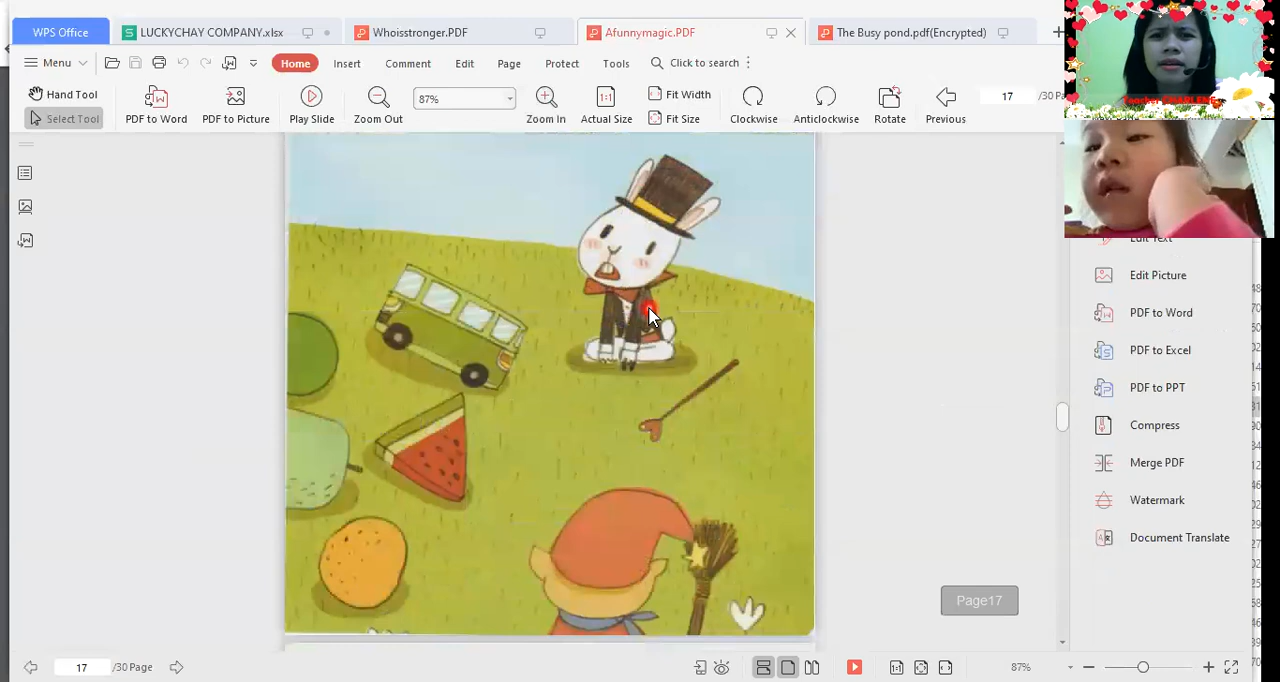 WPS Office
LUCKYCHAY COMPANY.xlsx
Whoisstronger.PDF
Afunnymagic.PDF
The Busy pond.pdf(Encrypted)
Menu
Home
Insert
Comment
Edit
Page
Protect
Tools
Click to search
Hand Tool
Select Tool
PDF to Word
PDF to Picture
Play Slide
Zoom Out
87%
Zoom In
1:1
Actual Size
Fit Width
Fit Size
Clockwise
Anticlockwise
Rotate
Previous
17
/30 Pa
Edit Text
Edit Picture
PDF to Word
PDF to Excel
PDF to PPT
Compress
Merge PDF
Watermark
Document Translate
Page17
17
/30 Page
87%